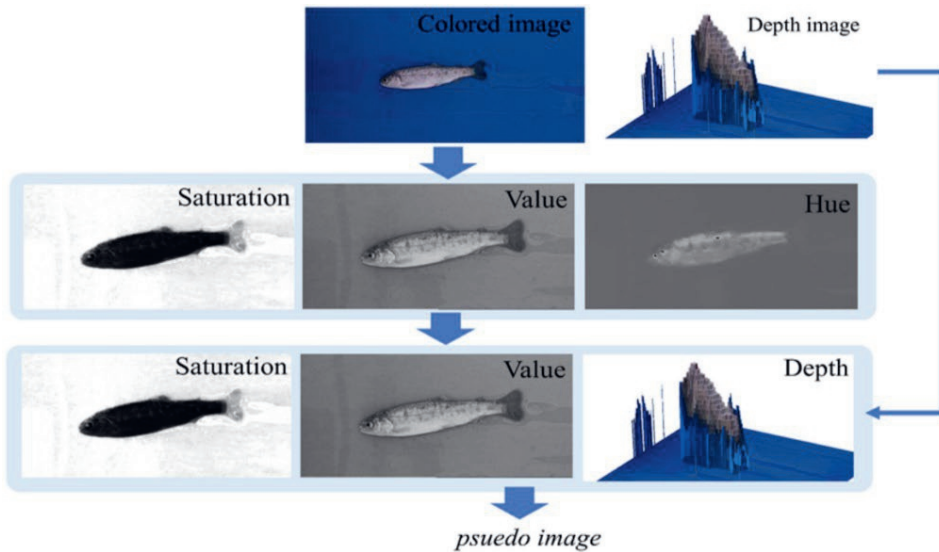 Colored image
Depth image
Saturation
Value
Hue
Saturation
Value
Depth
psuedo image